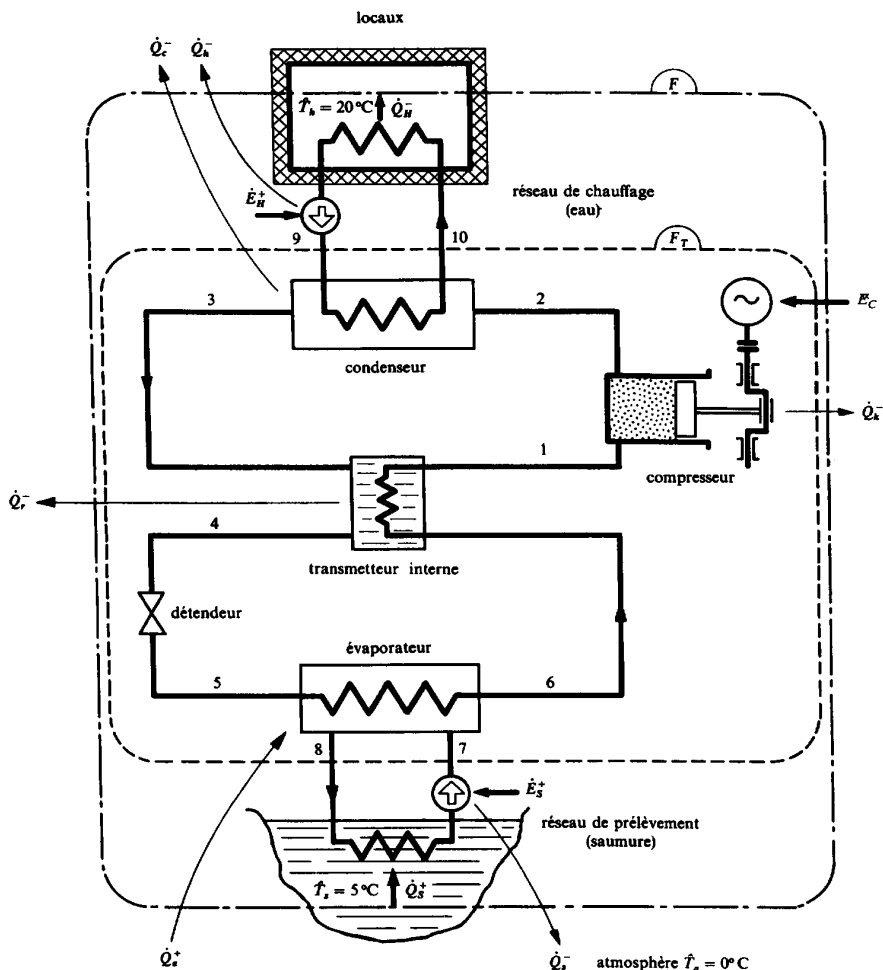 locaux
Q̇c⁻ Q̇h⁻
F
T̂h = 20 °C Q̇H⁻
ĖH⁺
réseau de chauffage
(eau)
9 10
FT
3 2
condenseur
ĖC
Q̇k⁻
1
compresseur
Q̇r⁻
4
transmetteur interne
détendeur
évaporateur
5 6
8 7
ĖS⁺
réseau de prélèvement
(saumure)
T̂s = 5 °C Q̇S⁺
Q̇a⁺
Q̇s⁻ atmosphère T̂a = 0° C